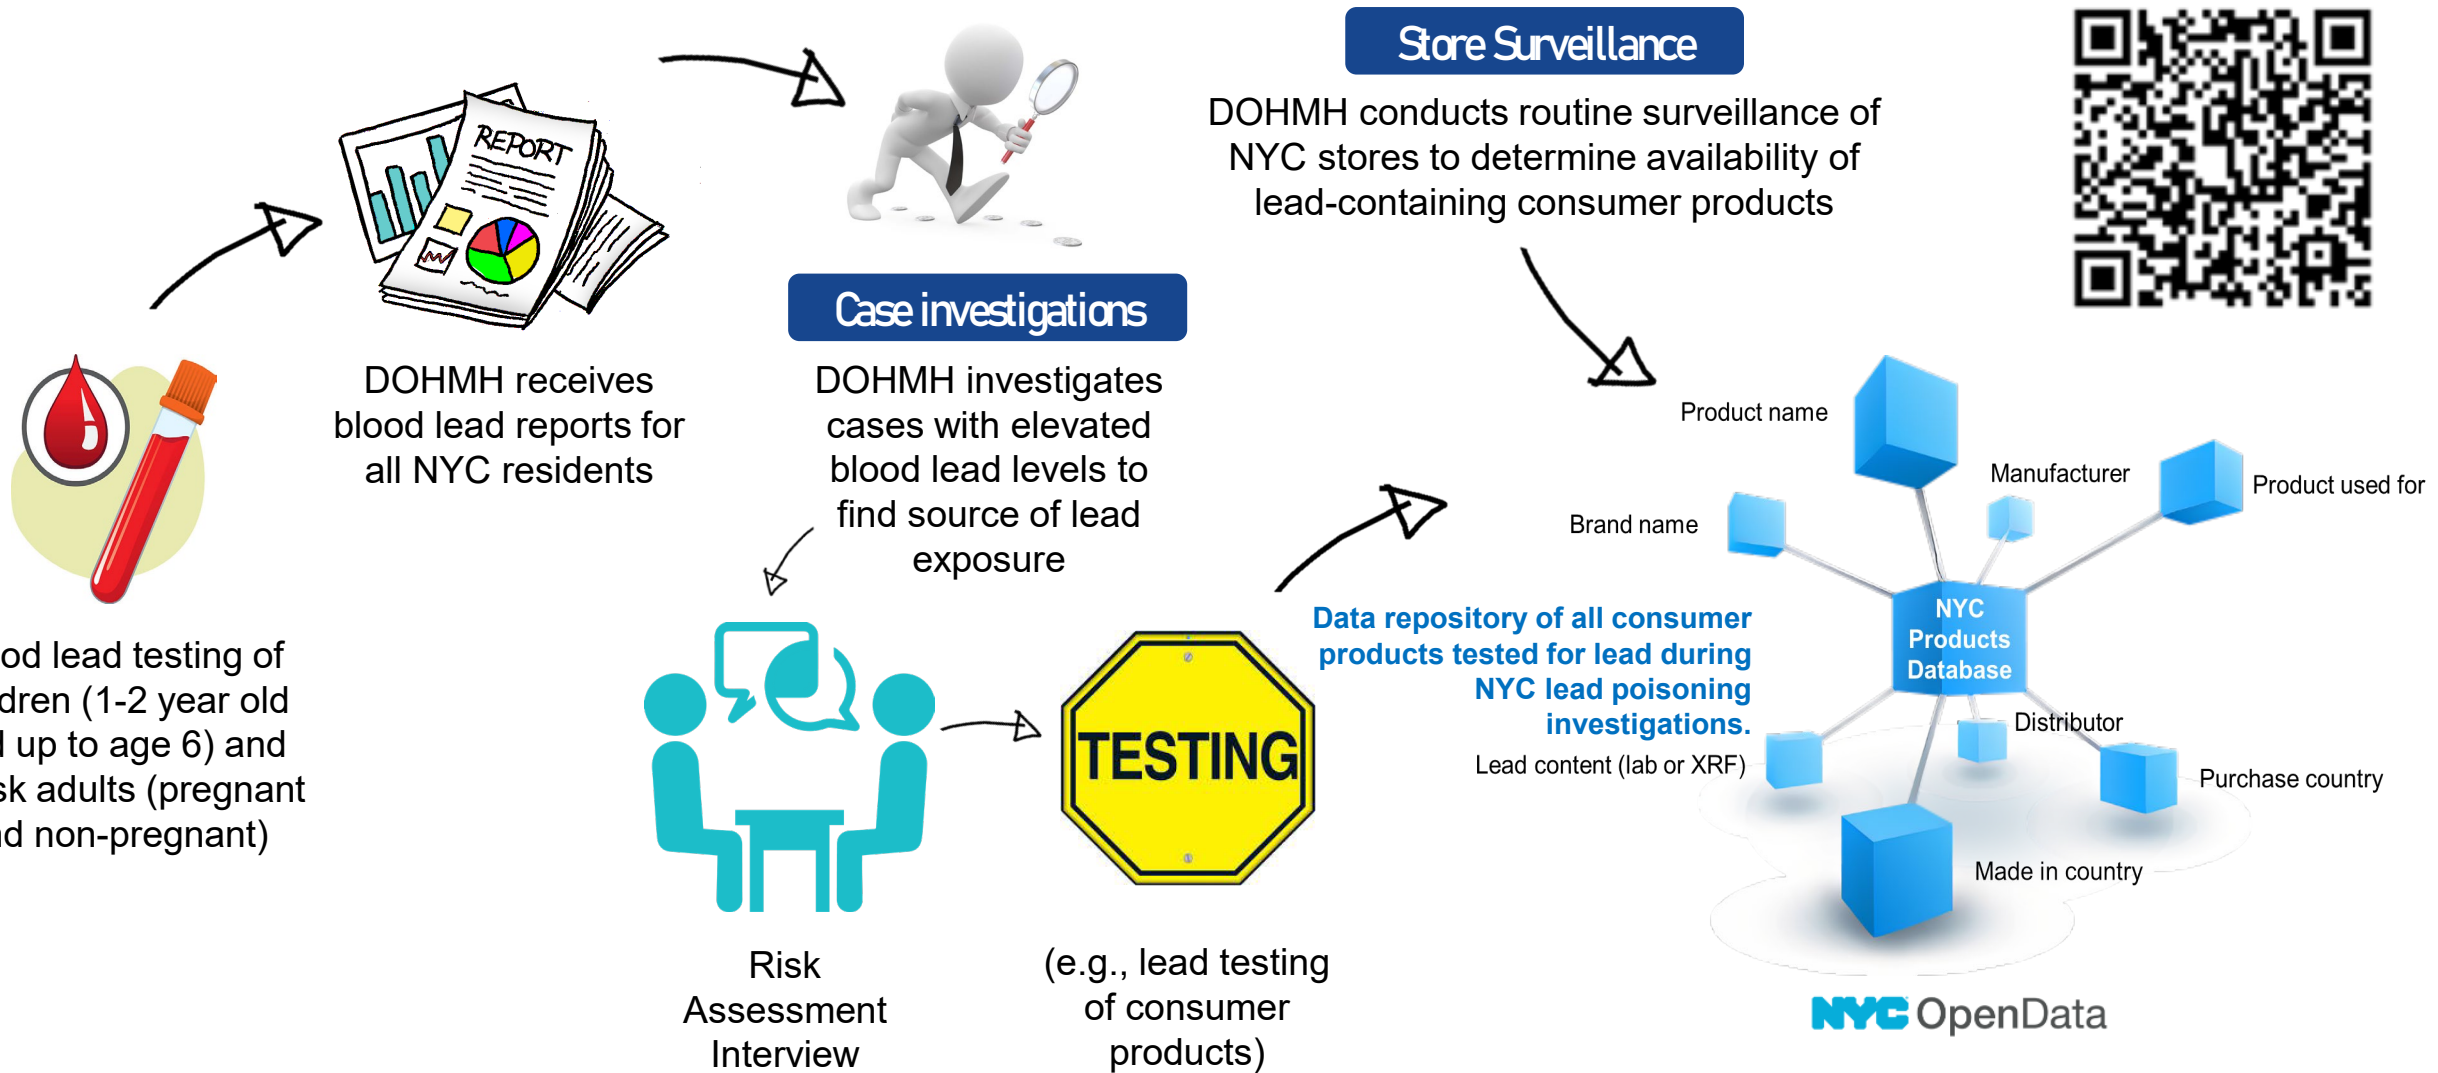 REPORT
DOHMH receives
blood lead reports for
all NYC residents
od lead testing of
dren (1-2 year old
d up to age 6) and
sk adults (pregnant
nd non-pregnant)
Case investigations
DOHMH investigates
cases with elevated
blood lead levels to
find source of lead
exposure
Risk
Assessment
Interview
TESTING
(e.g., lead testing
of consumer
products)
Store Surveillance
DOHMH conducts routine surveillance of
NYC stores to determine availability of
lead-containing consumer products
Data repository of all consumer
products tested for lead during
NYC lead poisoning
investigations.
Product name
Manufacturer
Product used for
Brand name
NYC
Products
Database
Distributor
Lead content (lab or XRF)
Purchase country
Made in country
NYC OpenData